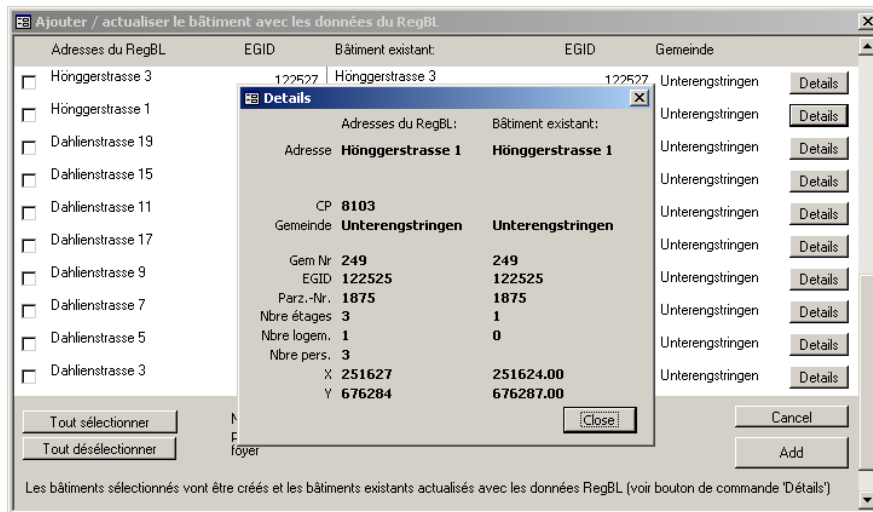 Ajouter / actualiser le bâtiment avec les données du RegBL
Adresses du RegBL EGID Bâtiment existant: EGID Gemeinde
Hönggerstrasse 3 122527 Hönggerstrasse 3 122527 Unterengstringen Details
Hönggerstrasse 1 Unterengstringen Details
Dahlienstrasse 19 Unterengstringen Details
Dahlienstrasse 15 Unterengstringen Details
Dahlienstrasse 11 Unterengstringen Details
Dahlienstrasse 17 Unterengstringen Details
Dahlienstrasse 9 Unterengstringen Details
Dahlienstrasse 7 Unterengstringen Details
Dahlienstrasse 5 Unterengstringen Details
Dahlienstrasse 3 Unterengstringen Details
Details
Adresses du RegBL: Bâtiment existant:
Adresse Hönggerstrasse 1 Hönggerstrasse 1
CP 8103
Gemeinde Unterengstringen Unterengstringen
Gem Nr 249 249
EGID 122525 122525
Parz.-Nr. 1875 1875
Nbre étages 3 1
Nbre logem. 1 0
Nbre pers. 3
X 251627 251624.00
Y 676284 676287.00
Close
Tout sélectionner Cancel
Tout désélectionner foyer Add
Les bâtiments sélectionnés vont être créés et les bâtiments existants actualisés avec les données RegBL (voir bouton de commande 'Détails')